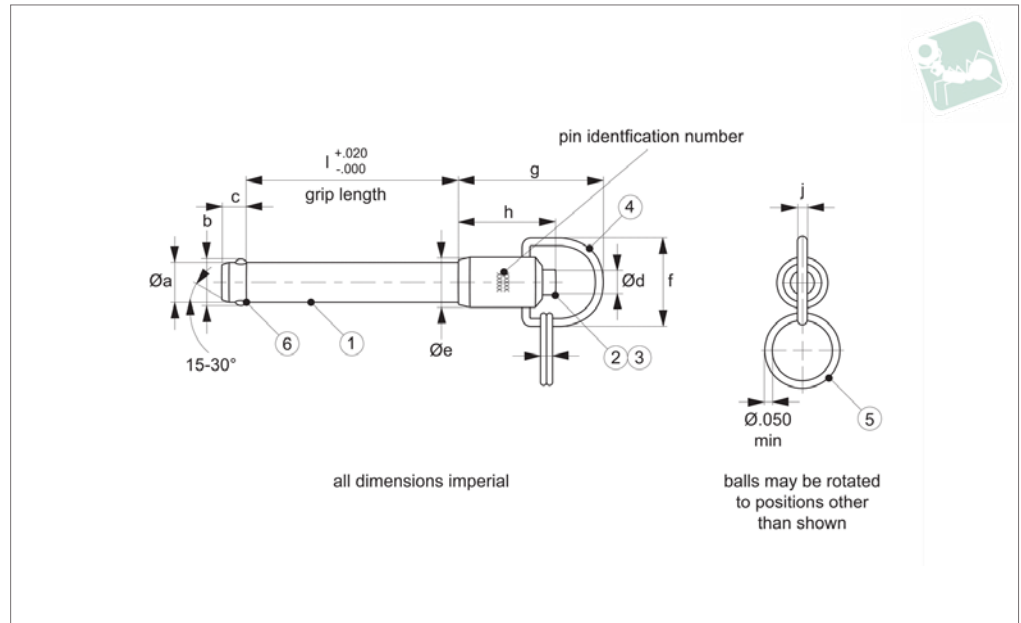 pin identfication number
l +.020
-.000
grip length
g
c
h
b
j
4
Øa
Ød
f
15-30°
6
1
Øe
2 3
5
Ø.050
min
all dimensions imperial
balls may be rotated
to positions other
than shown